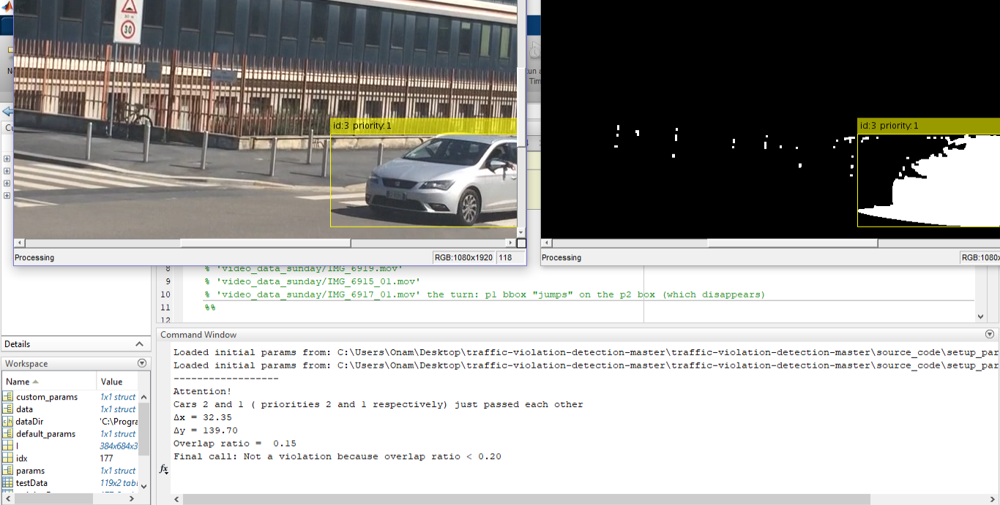 30 m
30
id:3 priority:1
id:3 priority:1
Processing
RGB:1080x1920
118
Processing
8 % 'video_data_sunday/IMG_6919.mov'
9 % 'video_data_sunday/IMG_6915_01.mov'
10 % 'video_data_sunday/IMG_6917_01.mov' the turn: p1 bbox "jumps" on the p2 box (which disappears)
11 %%
12
Details
Workspace
Name Value
custom_params 1x1 struct
data 1x1 struct
dataDir 'C:\Progra
default_params 1x1 struct
I 384x684x3
idx 177
params 1x1 struct
testData 119x2 tabl
Command Window
Loaded initial params from: C:\Users\Onam\Desktop\traffic-violation-detection-master\traffic-violation-detection-master\source_code\setup_par
Loaded initial params from: C:\Users\Onam\Desktop\traffic-violation-detection-master\traffic-violation-detection-master\source_code\setup_par
------------------
Attention!
Cars 2 and 1 ( priorities 2 and 1 respectively) just passed each other
Δx = 32.35
Δy = 139.70
Overlap ratio =  0.15
Final call: Not a violation because overlap ratio < 0.20
fx